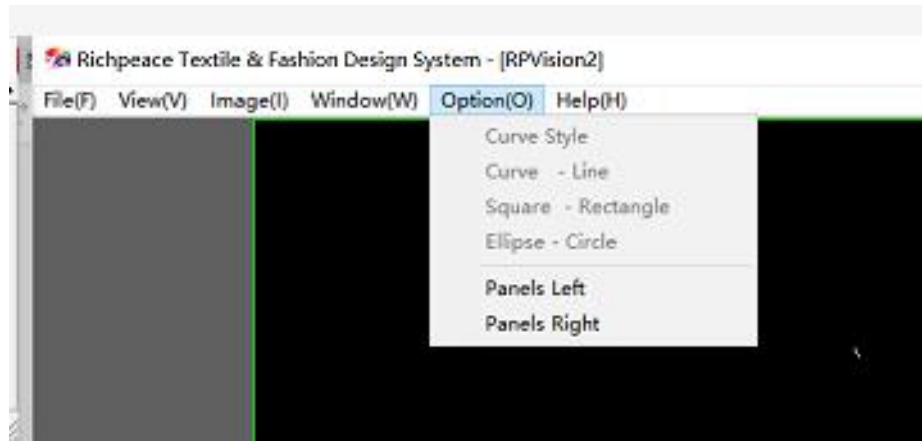 Richpeace Textile & Fashion Design System - [RPVision2]
File(F) View(V) Image(I) Window(W) Option(O) Help(H)
Curve Style
Curve - Line
Square - Rectangle
Ellipse - Circle
Panels Left
Panels Right